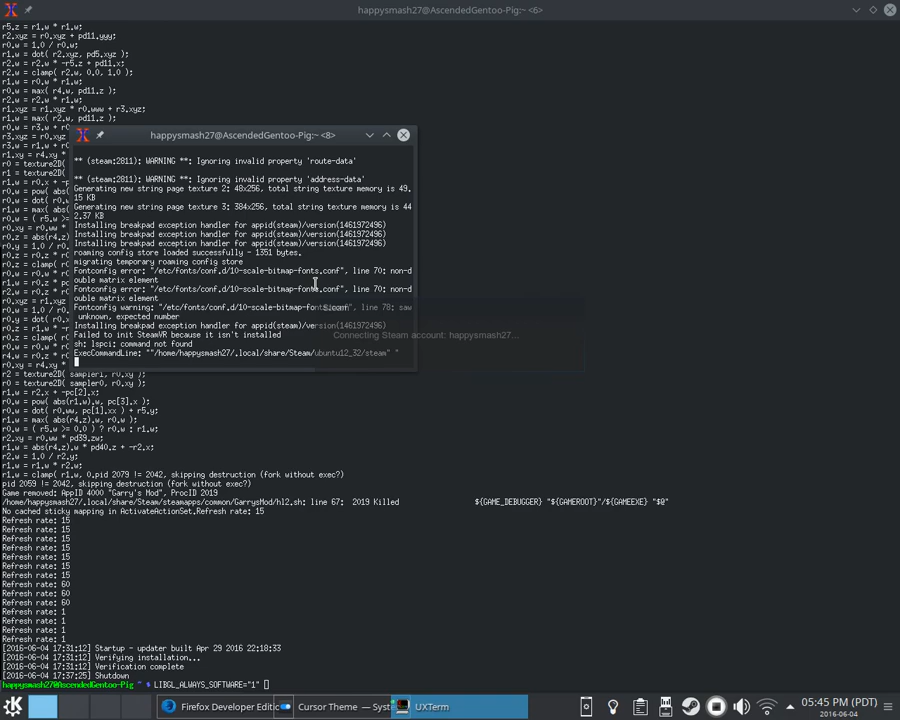 happysmash27@AscendedGentoo-Pig:~ <6>
r5.z = r1.w * r1.w;
r2.xyz = r0.xyz + pd11.yyy;
r0.w = 1.0 / r0.w;
r1.w = dot( r2.xyz, pd5.xyz );
r2.w = r2.w * -r5.z + pd11.x;
r2.w = clamp( r2.w, 0.0, 1.0 );
r1.w = r0.w * r1.w;
r0.w = max( r4.w, pd11.z );
r2.w = r2.w * r1.w;
r1.xyz = r1.xyz * r0.www + r3.xyz;
r1.w = max( r2.w, pd11.z );
happysmash27@AscendedGentoo-Pig:~ <8>
** (steam:2811): WARNING **: Ignoring invalid property 'route-data'
** (steam:2811): WARNING **: Ignoring invalid property 'address-data'
Generating new string page texture 2: 48x256, total string texture memory is 49.
15 KB
Generating new string page texture 3: 384x256, total string texture memory is 44
2.37 KB
Installing breakpad exception handler for appid(steam)/version(1461972496)
Installing breakpad exception handler for appid(steam)/version(1461972496)
Installing breakpad exception handler for appid(steam)/version(1461972496)
roaming config store loaded successfully - 1351 bytes.
migrating temporary roaming config store
Fontconfig error: "/etc/fonts/conf.d/10-scale-bitmap-fonts.conf", line 70: non-d
ouble matrix element
Fontconfig error: "/etc/fonts/conf.d/10-scale-bitmap-fonts.conf", line 70: non-d
ouble matrix element
Fontconfig warning: "/etc/fonts/conf.d/10-scale-bitmap-fonts.conf", line 78: saw
unknown, expected number
Installing breakpad exception handler for appid(steam)/version(1461972496)
Failed to init SteamVR because it isn't installed
sh: lspci: command not found
ExecCommandLine: ""/home/happysmash27/.local/share/Steam/ubuntu12_32/steam" "
Steam
Connecting Steam account: happysmash27...
r2 = texture2D( sampler1, r0.xy );
r0 = texture2D( sampler0, r0.xy );
r1.w = r2.x + -pc[2].x;
r0.w = pow( abs(r1.w), pc[3].x );
r0.w = dot( r0.ww, pc[1].xx ) + r5.y;
r1.w = max( abs(r4.z).w, r0.w );
r0.w = ( r5.w >= 0.0 ) ? r0.w : r1.w;
r2.xy = r0.ww * pd39.zw;
r1.w = abs(r4.z).w * pd40.z + -r2.x;
r2.w = 1.0 / r2.y;
r1.w = r1.w * r2.w;
r1.w = clamp( r1.w, 0.pid 2079 != 2042, skipping destruction (fork without exec?)
pid 2059 != 2042, skipping destruction (fork without exec?)
Game removed: AppID 4000 "Garry's Mod", ProcID 2019
/home/happysmash27/.local/share/Steam/steamapps/common/GarrysMod/hl2.sh: line 67: 2019 Killed ${GAME_DEBUGGER} "${GAMEROOT}"/${GAMEEXE} "$@"
No cached sticky mapping in ActivateActionSet.Refresh rate: 15
Refresh rate: 15
Refresh rate: 15
Refresh rate: 15
Refresh rate: 15
Refresh rate: 15
Refresh rate: 15
Refresh rate: 15
Refresh rate: 60
Refresh rate: 60
Refresh rate: 60
Refresh rate: 1
Refresh rate: 1
Refresh rate: 1
Refresh rate: 1
[2016-06-04 17:31:12] Startup - updater built Apr 29 2016 22:18:33
[2016-06-04 17:31:12] Verifying installation...
[2016-06-04 17:31:12] Verification complete
[2016-06-04 17:37:25] Shutdown
happysmash27@AscendedGentoo-Pig ~ $ LIBGL_ALWAYS_SOFTWARE="1"
Firefox Developer Editic
Cursor Theme — Syste
UXTerm
05:45 PM (PDT)
2016-06-04